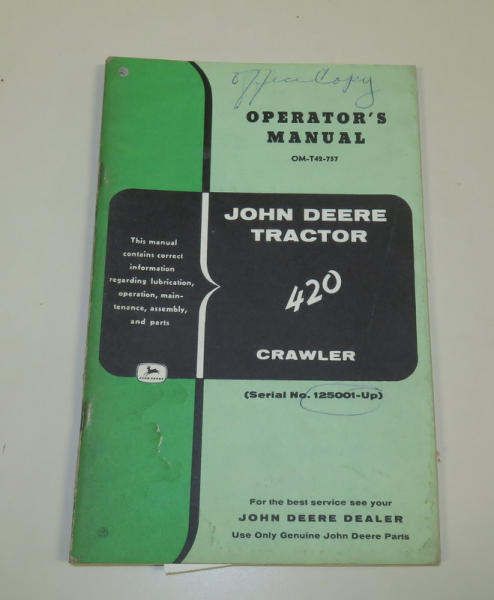 Office Copy
OPERATOR'S
MANUAL
OM-T42-757
JOHN DEERE
TRACTOR
420
CRAWLER
(Serial No. 125001-Up)
This manual
contains correct
information
regarding lubrication,
operation, main-
tenance, assembly,
and parts
JOHN DEERE
For the best service see your
JOHN DEERE DEALER
Use Only Genuine John Deere Parts